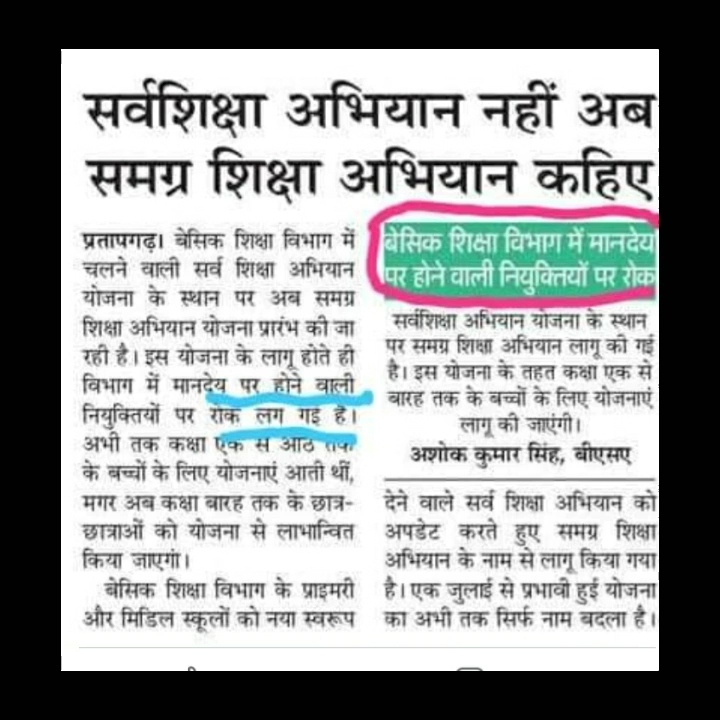 सर्वशिक्षा अभियान नहीं अब
समग्र शिक्षा अभियान कहिए
प्रतापगढ़। बेसिक शिक्षा विभाग में
चलने वाली सर्व शिक्षा अभियान
योजना के स्थान पर अब समग्र
शिक्षा अभियान योजना प्रारंभ की जा
रही है। इस योजना के लागू होते ही
विभाग में मानदेय पर होने वाली
नियुक्तियों पर रोक लग गई है।
अभी तक कक्षा एक से आठ तक
के बच्चों के लिए योजनाएं आती थीं,
मगर अब कक्षा बारह तक के छात्र-
छात्राओं को योजना से लाभान्वित
किया जाएगा।
बेसिक शिक्षा विभाग के प्राइमरी
और मिडिल स्कूलों को नया स्वरूप
बेसिक शिक्षा विभाग में मानदेय
पर होने वाली नियुक्तियों पर रोक
सर्वशिक्षा अभियान योजना के स्थान
पर समग्र शिक्षा अभियान लागू की गई
है। इस योजना के तहत कक्षा एक से
बारह तक के बच्चों के लिए योजनाएं
लागू की जाएंगी।
अशोक कुमार सिंह, बीएसए
देने वाले सर्व शिक्षा अभियान को
अपडेट करते हुए समग्र शिक्षा
अभियान के नाम से लागू किया गया
है। एक जुलाई से प्रभावी हुई योजना
का अभी तक सिर्फ नाम बदला है।